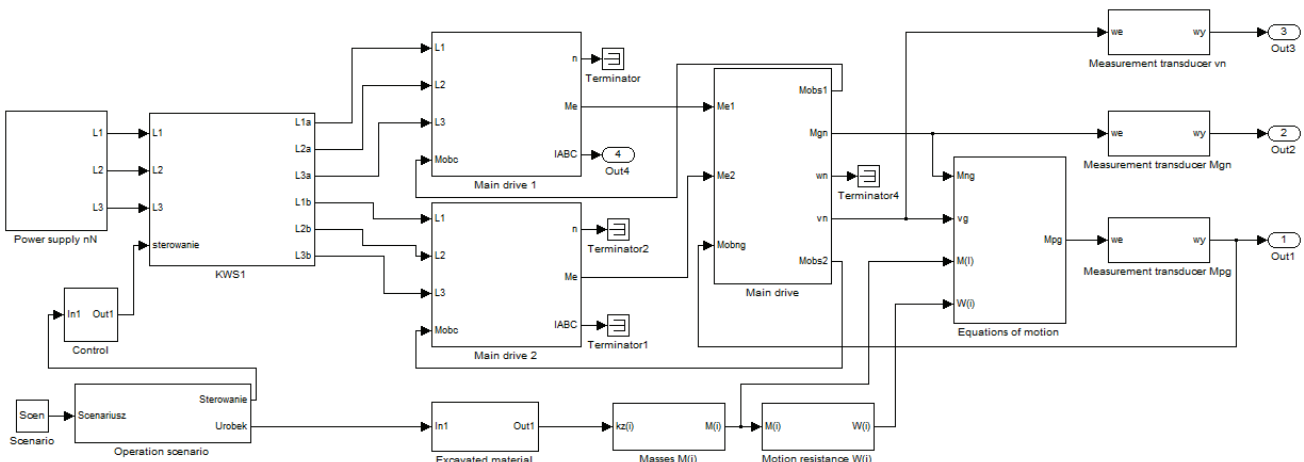 Power supply nN
L1
L2
L3
KWS1
L1
L2
L3
sterowanie
L1a
L2a
L3a
L1b
L2b
L3b
Main drive 1
L1
L2
L3
Mobc
n
Me
IABC
Terminator
4
Out4
Main drive 2
L1
L2
L3
Mobc
n
Me
IABC
Terminator2
Terminator1
Main drive
Me1
Me2
Mobng
Mobs1
Mgn
wn
vn
Mobs2
Terminator4
Equations of motion
Mng
vg
M(I)
W(i)
Mpg
we
wy
Measurement transducer vn
3
Out3
we
wy
Measurement transducer Mgn
2
Out2
we
wy
Measurement transducer Mpg
1
Out1
In1
Out1
Control
Scen
Scenario
Scenariusz
Sterowanie
Urobek
Operation scenario
In1
Out1
Excavated material
kz(i)
M(i)
Masses M(i)
M(i)
W(i)
Motion resistance W(i)